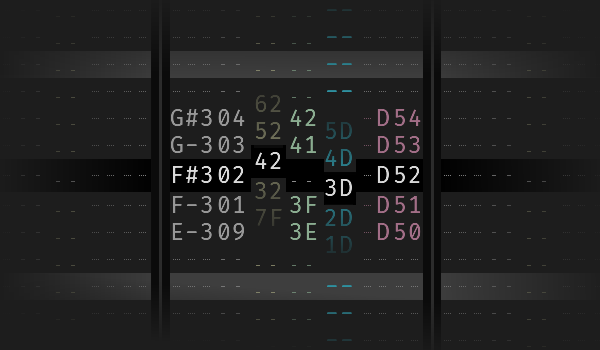 G#304 62 42 5D D54
G-303 52 41 4D D53
F#302 42 -- 3D D52
F-301 32 3F 2D D51
E-309 7F 3E 1D D50